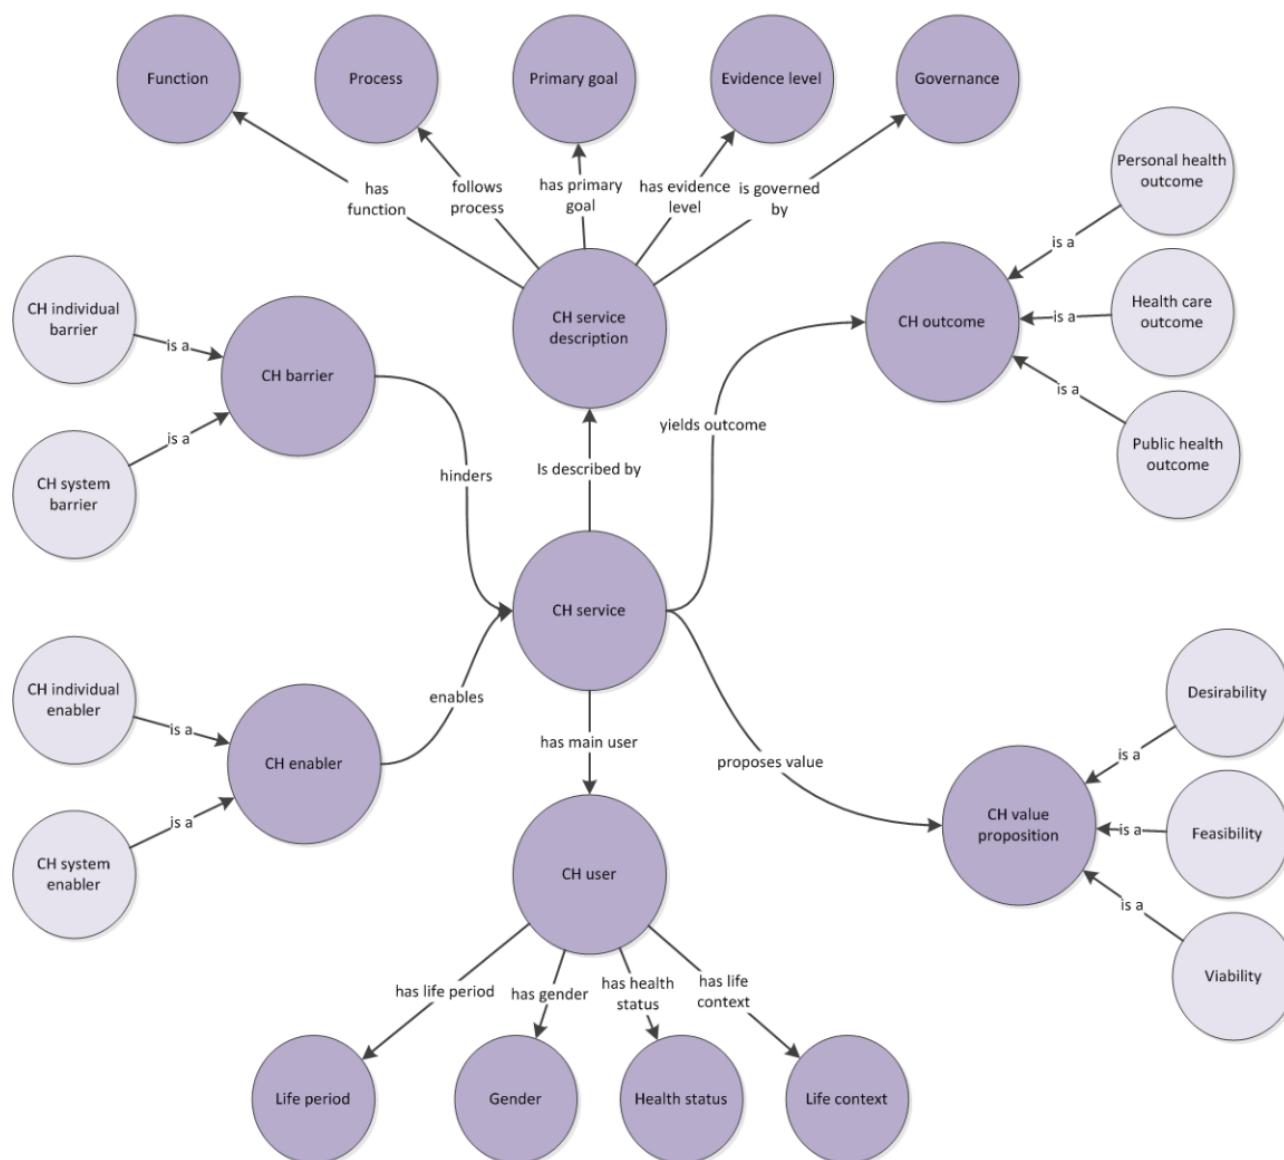 Function
Process
Primary goal
Evidence level
Governance
Personal health
outcome
has
function
follows
process
has primary
goal
has evidence
level
is governed
by
is a
CH individual
barrier
is a
CH barrier
CH service
description
CH outcome
is a
Health care
outcome
is a
is a
CH system
barrier
hinders
Is described by
yields outcome
Public health
outcome
CH service
CH individual
enabler
is a
enables
has main user
proposes value
Desirability
is a
CH enabler
is a
CH system
enabler
CH user
CH value
proposition
is a
Feasibility
is a
Viability
has life period
has gender
has health
status
has life
context
Life period
Gender
Health status
Life context